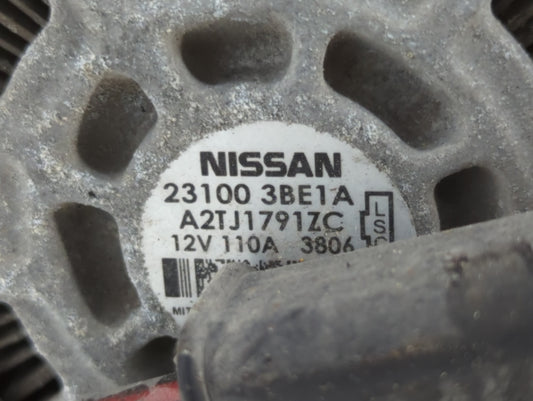 NISSAN
23100 3BE1A
A2TJ1791ZC
12V 110A 3806